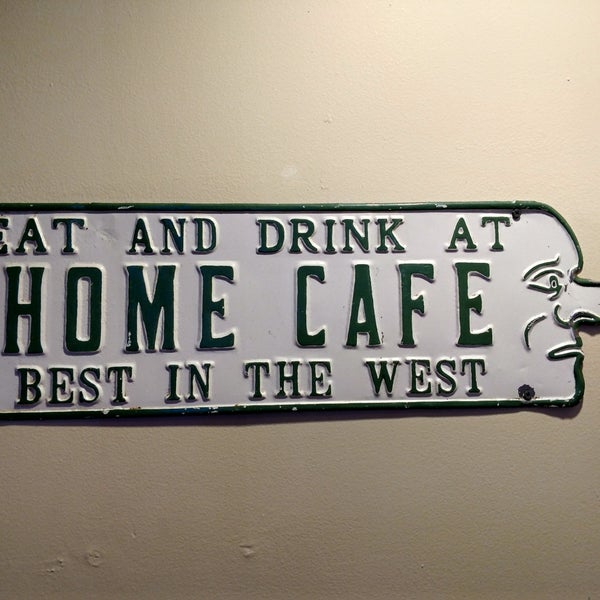 EAT AND DRINK AT
HOME CAFE
BEST IN THE WEST